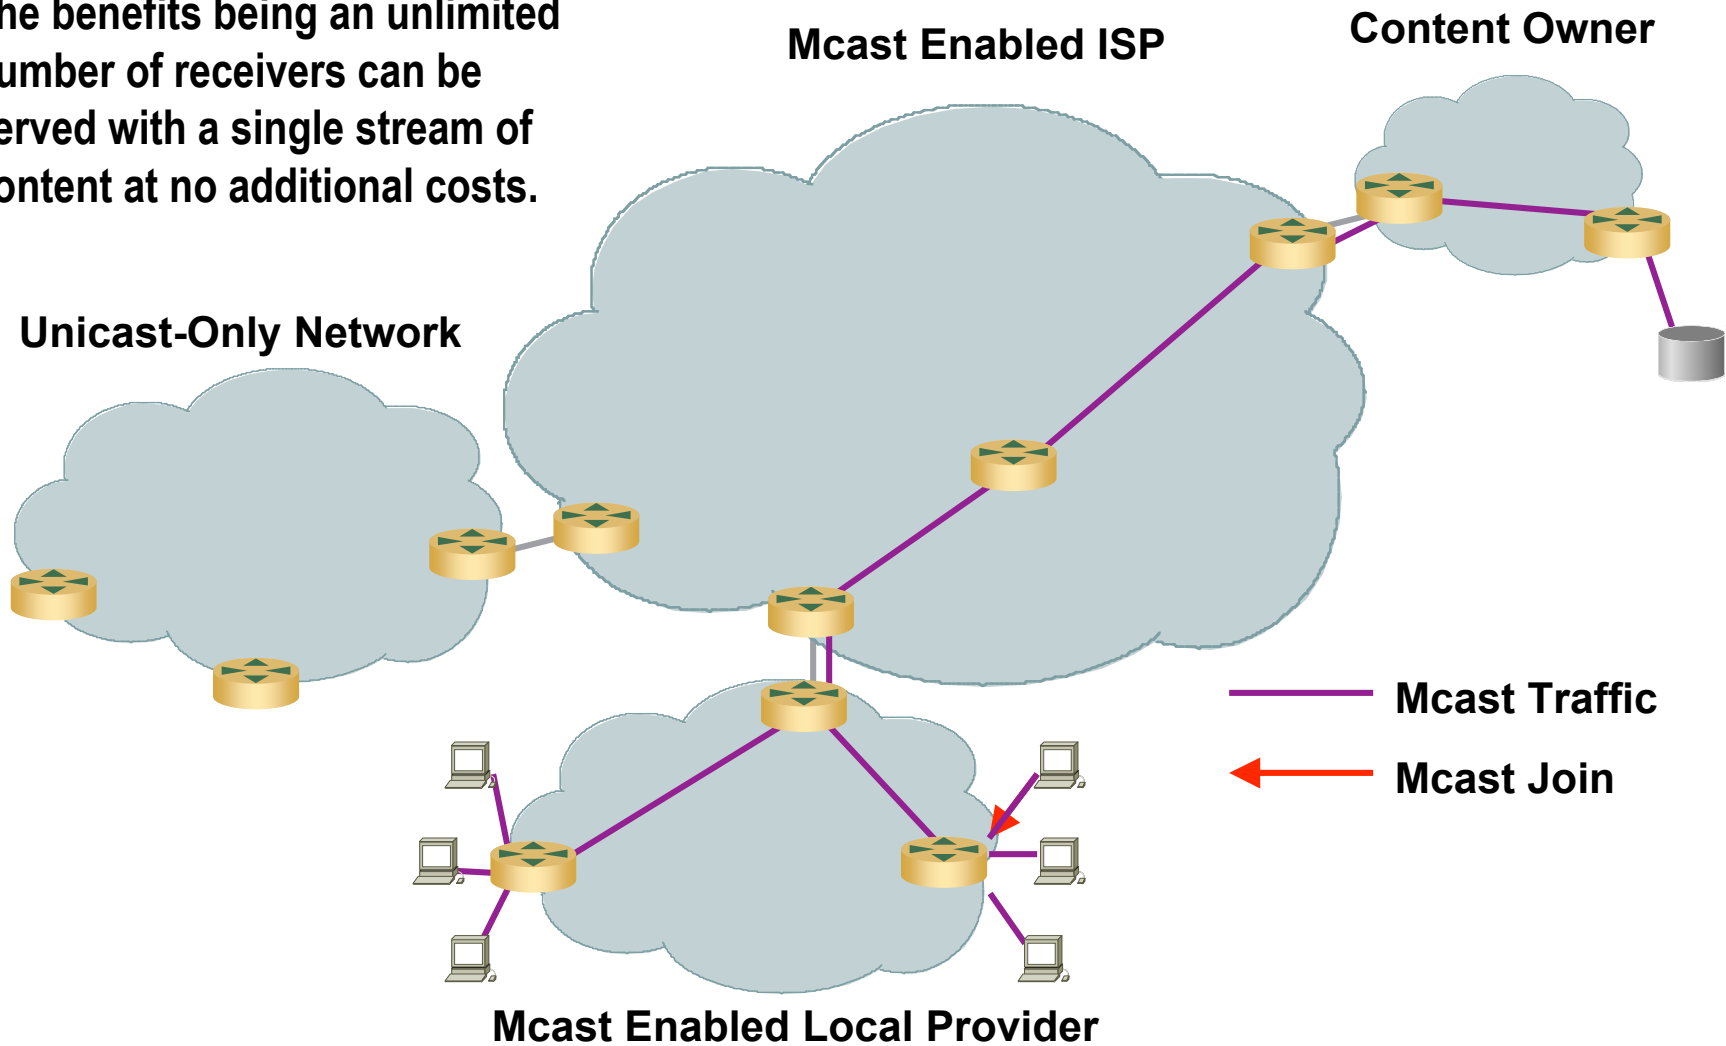 he benefits being an unlimited
umber of receivers can be
erved with a single stream of
ontent at no additional costs.
Mcast Enabled ISP
Content Owner
Unicast-Only Network
Mcast Traffic
Mcast Join
Mcast Enabled Local Provider